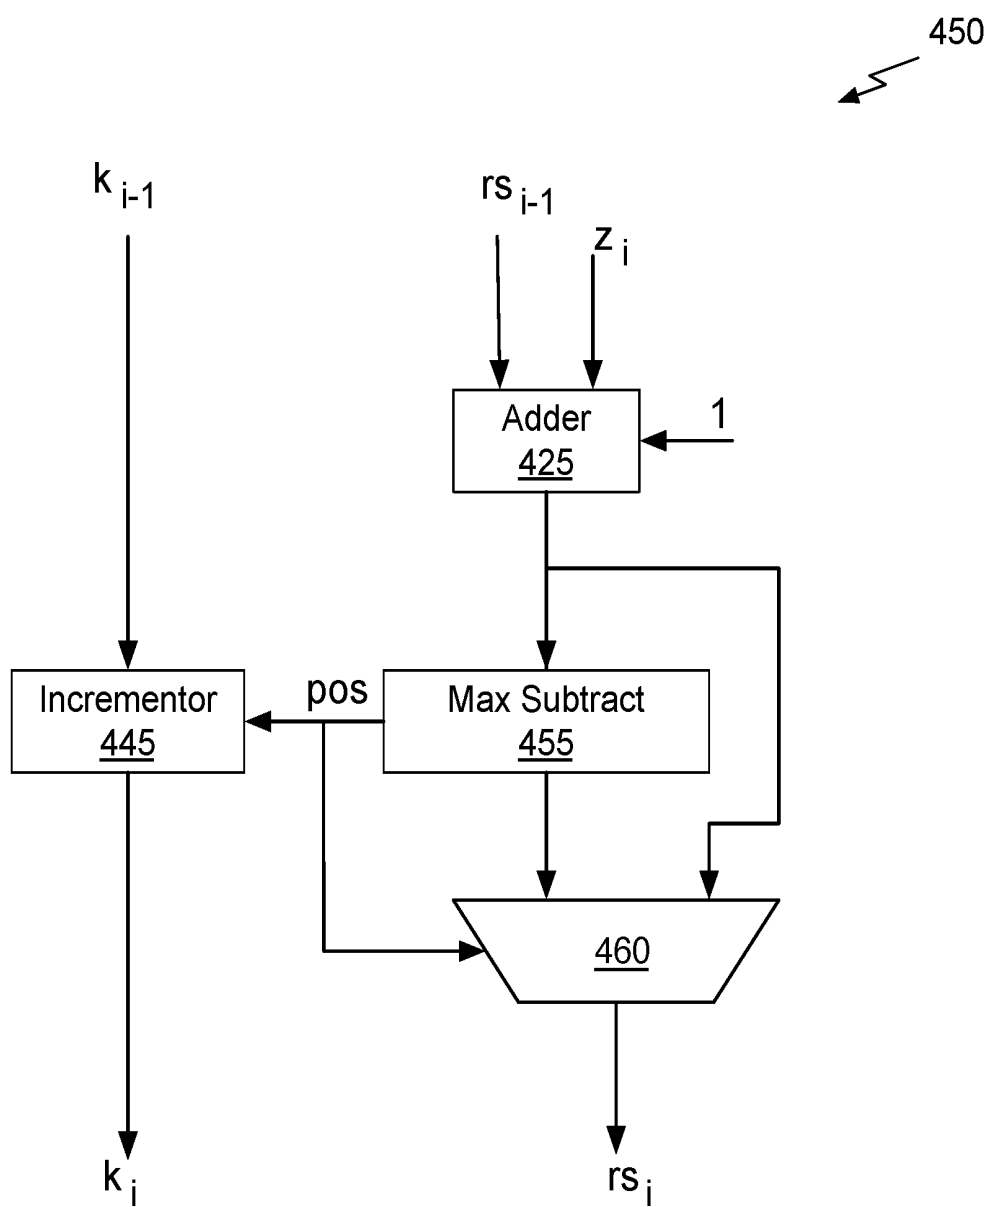 450
k i-1
rs i-1
z i
Adder
425
1
Incrementor
445
pos
Max Subtract
455
460
k i
rs i